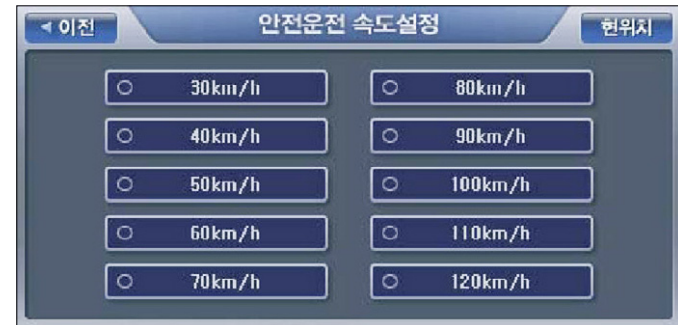 ◀ 이전 안전운전 속도설정 현위치
30km/h 80km/h
40km/h 90km/h
50km/h 100km/h
60km/h 110km/h
70km/h 120km/h